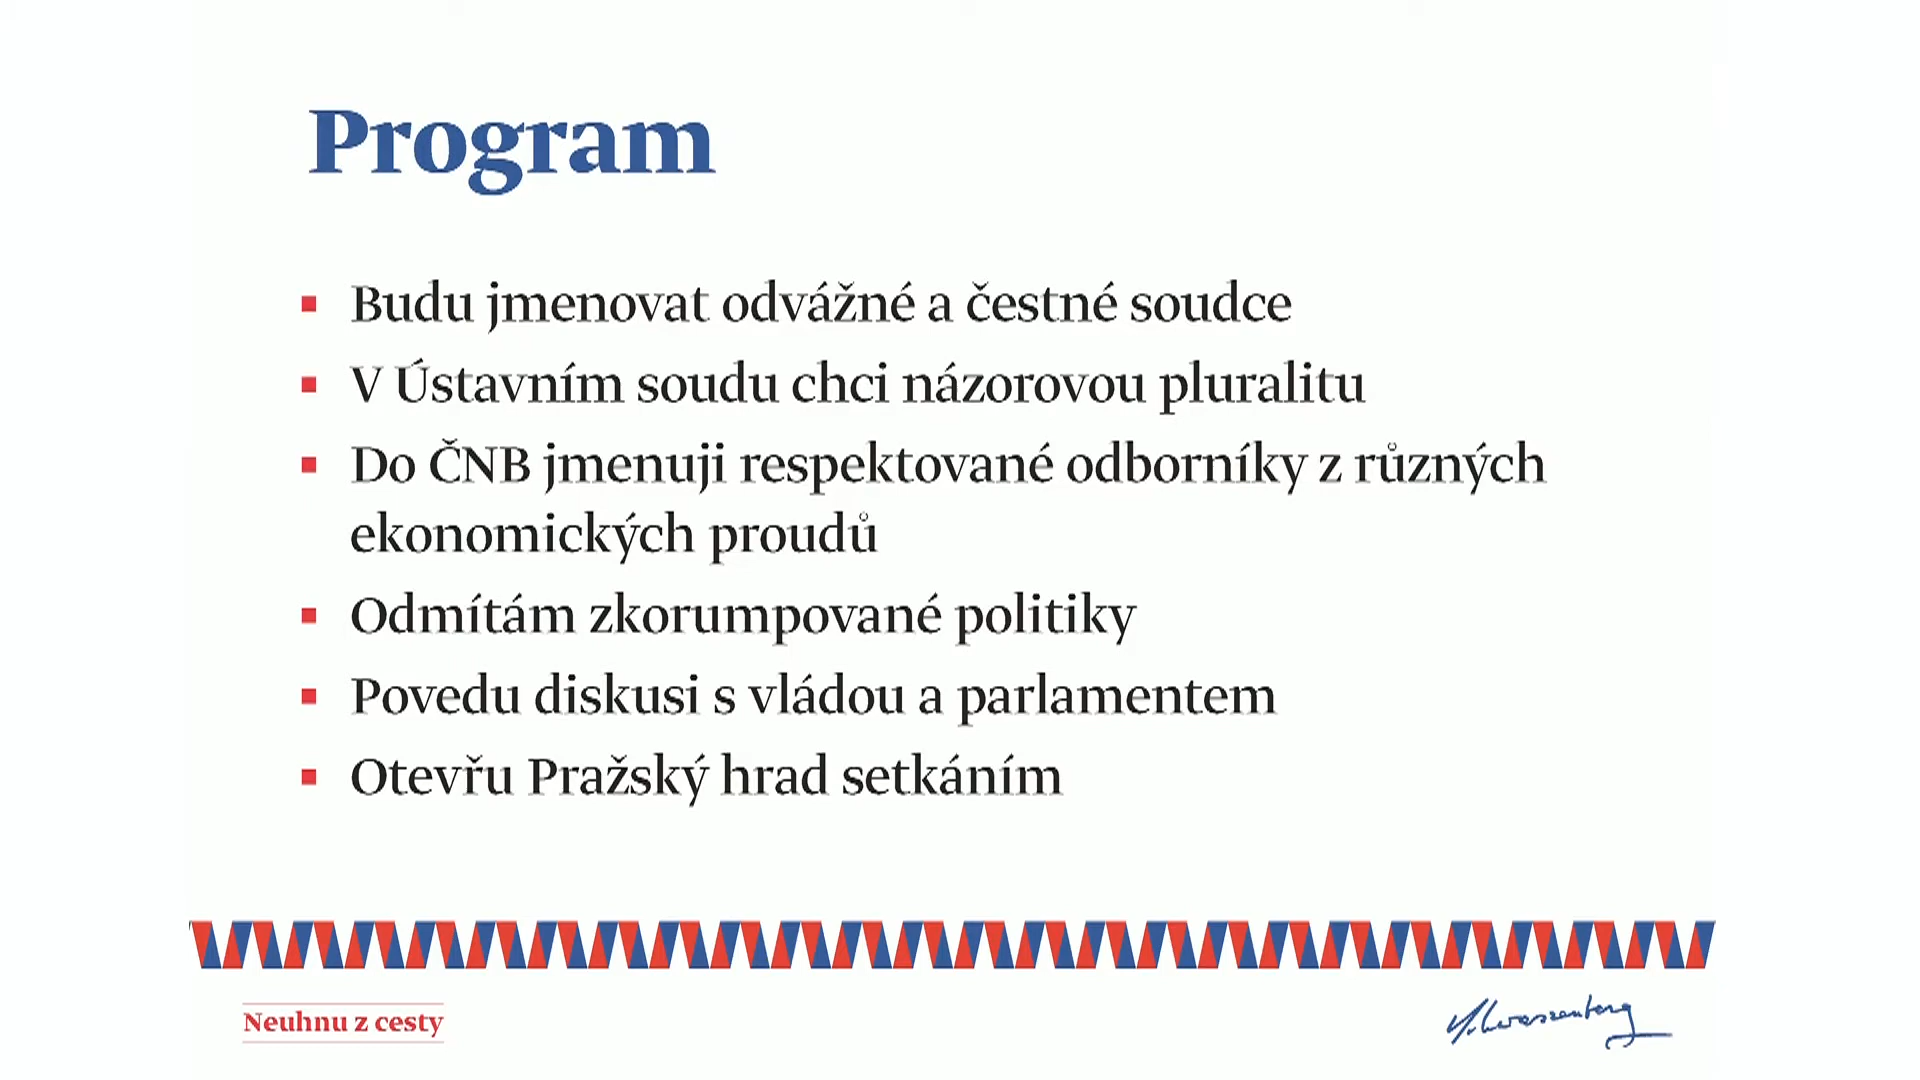 Program
Budu jmenovat odvážné a čestné soudce
V Ústavním soudu chci názorovou pluralitu
Do ČNB jmenuji respektované odborníky z různých
ekonomických proudů
Odmítám zkorumpované politiky
Povedu diskusi s vládou a parlamentem
Otevřu Pražský hrad setkáním
Neuhnu z cesty